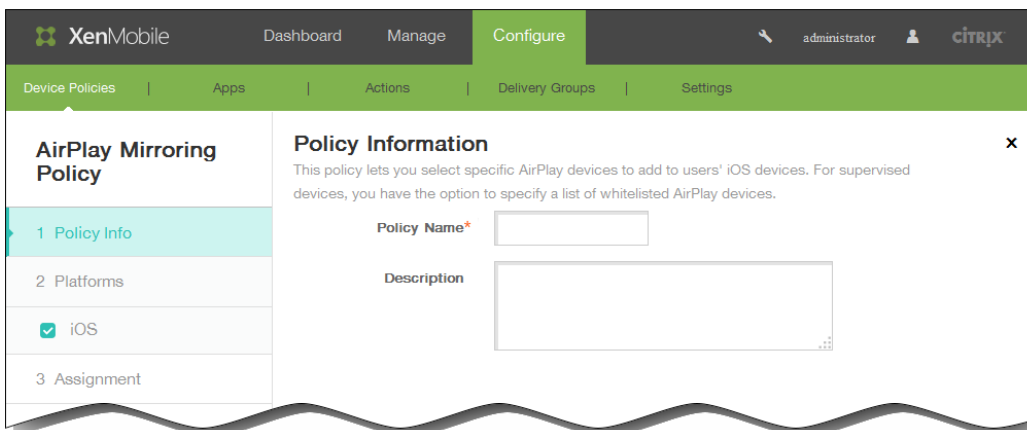 XenMobile Dashboard Manage Configure administrator CİTRIX
Device Policies | Apps | Actions | Delivery Groups | Settings
AirPlay Mirroring
Policy
1 Policy Info
2 Platforms
iOS
3 Assignment
Policy Information
This policy lets you select specific AirPlay devices to add to users' iOS devices. For supervised
devices, you have the option to specify a list of whitelisted AirPlay devices.
Policy Name*
Description